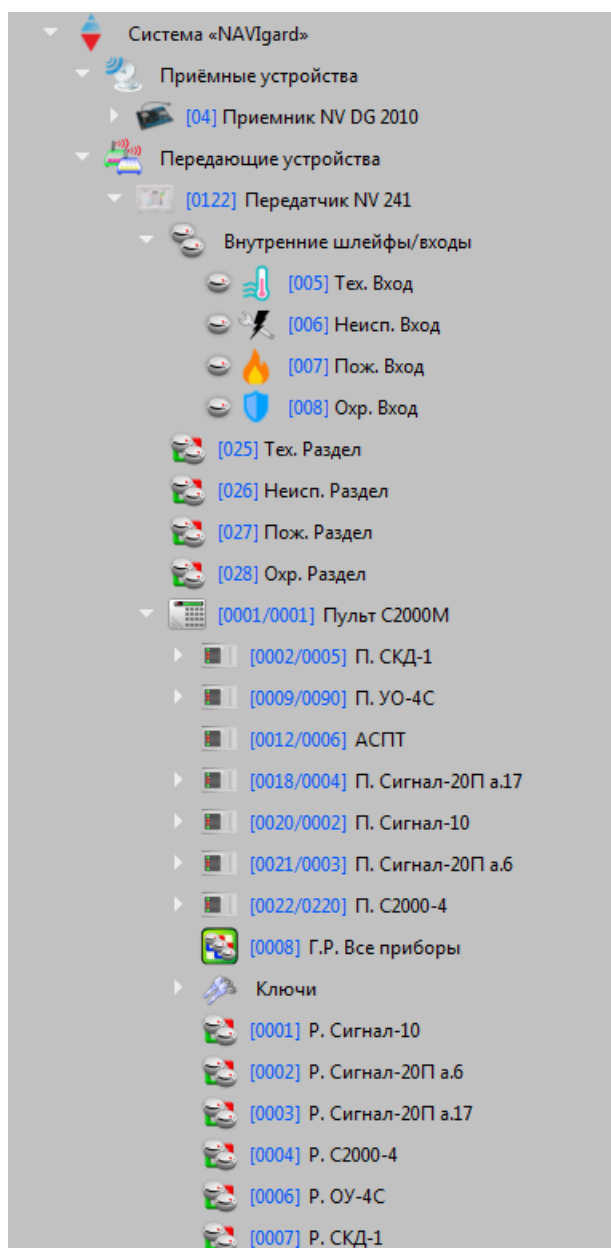 Система «NAVIgard»
Приёмные устройства
[04] Приемник NV DG 2010
Передающие устройства
[0122] Передатчик NV 241
Внутренние шлейфы/входы
[005] Тех. Вход
[006] Неисп. Вход
[007] Пож. Вход
[008] Охр. Вход
[025] Тех. Раздел
[026] Неисп. Раздел
[027] Пож. Раздел
[028] Охр. Раздел
[0001/0001] Пульт С2000М
[0002/0005] П. СКД-1
[0009/0090] П. УО-4С
[0012/0006] АСПТ
[0018/0004] П. Сигнал-20П а.17
[0020/0002] П. Сигнал-10
[0021/0003] П. Сигнал-20П а.6
[0022/0220] П. С2000-4
[0008] Г.Р. Все приборы
Ключи
[0001] Р. Сигнал-10
[0002] Р. Сигнал-20П а.6
[0003] Р. Сигнал-20П а.17
[0004] Р. С2000-4
[0006] Р. ОУ-4С
[0007] Р. СКД-1